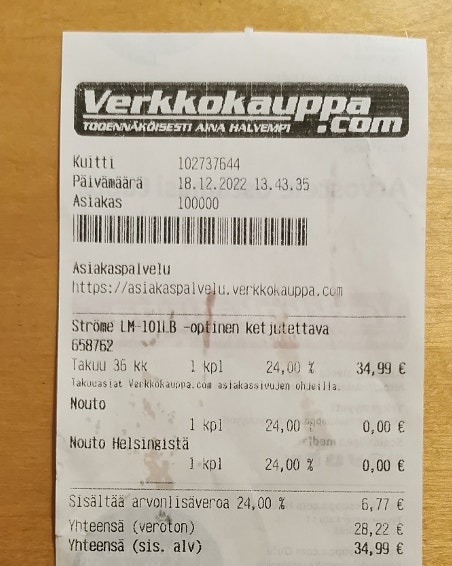 Verkkokauppa
.com
TODENNÄKÖISESTI AINA HALVEMPI
Kuitti 102737644
Päivämäärä 18.12.2022 13.43.35
Asiakas 100000
Asiakaspalvelu
https://asiakaspalvelu.verkkokauppa.com
Ströme LM-101LB -optinen ketjutettava
658762
Takuu 36 kk 1 kpl 24,00 % 34,99 €
Takuuasiat Verkkokauppa.com asiakassivujen ohjeilla.
Nouto
1 kpl 24,00 % 0,00 €
Nouto Helsingistä
1 kpl 24,00 % 0,00 €
Sisältää arvonlisäveroa 24,00 % 6,77 €
Yhteensä (veroton) 28,22 €
Yhteensä (sis. alv) 34,99 €